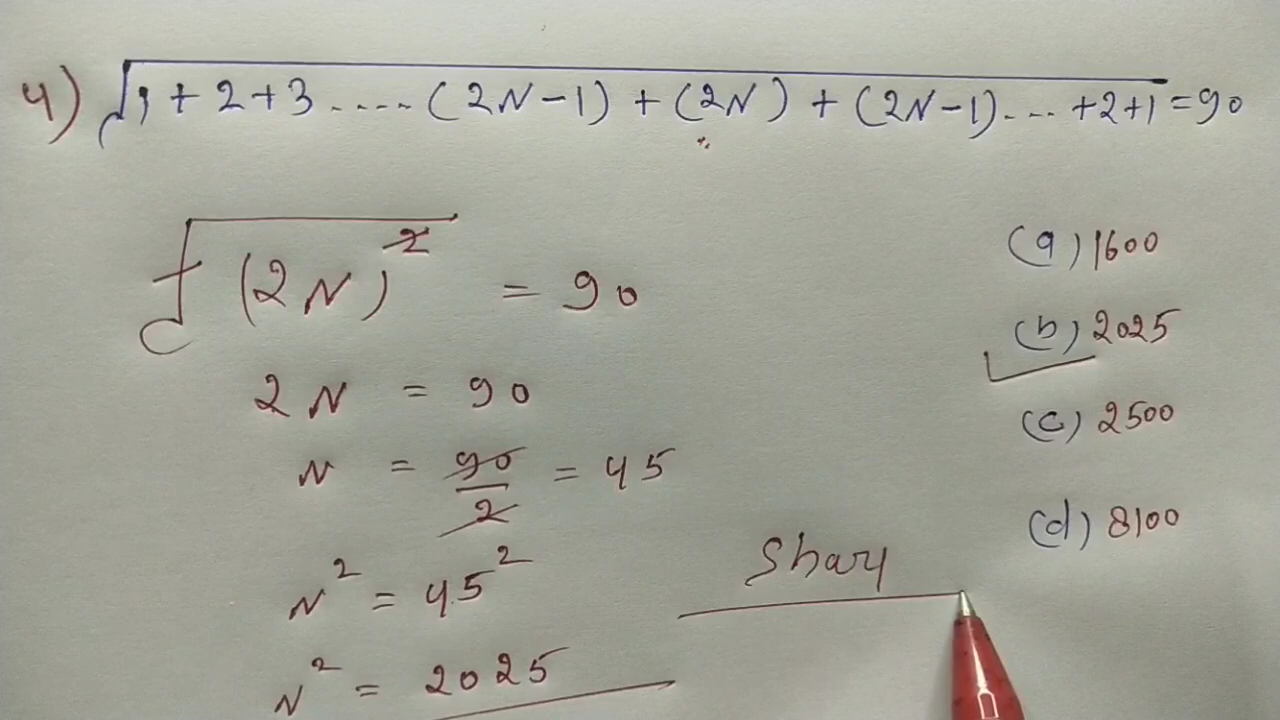 4) √1 + 2 + 3 ..... (2N-1) + (2N) + (2N-1) ... +2+1 = 90
√(2N)² = 90
2N = 90
N = 90/2 = 45
N² = 45²
N² = 2025
(a) 1600
(b) 2025
(c) 2500
(d) 8100